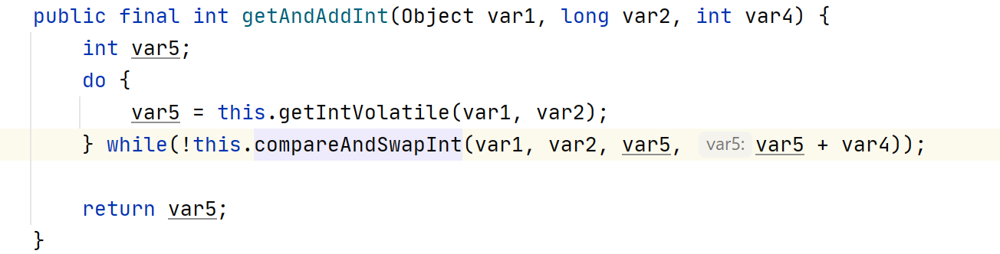 public final int getAndAddInt(Object var1, long var2, int var4) {
    int var5;
    do {
        var5 = this.getIntVolatile(var1, var2);
    } while(!this.compareAndSwapInt(var1, var2, var5, var5: var5 + var4));

    return var5;
}